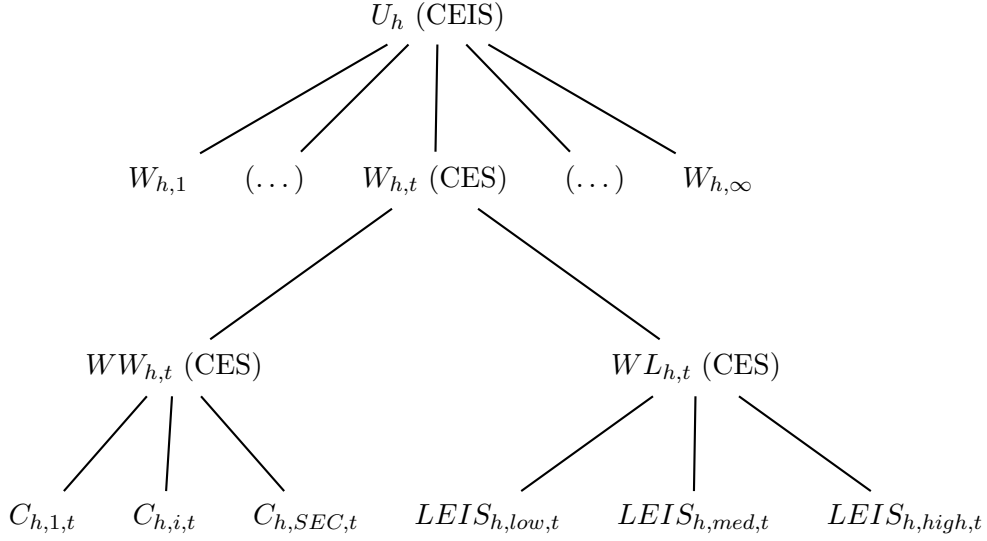 U_h (CEIS)
W_{h,1} (...) W_{h,t} (CES) (...) W_{h,∞}
WW_{h,t} (CES) WL_{h,t} (CES)
C_{h,1,t} C_{h,i,t} C_{h,SEC,t} LEIS_{h,low,t} LEIS_{h,med,t} LEIS_{h,high,t}